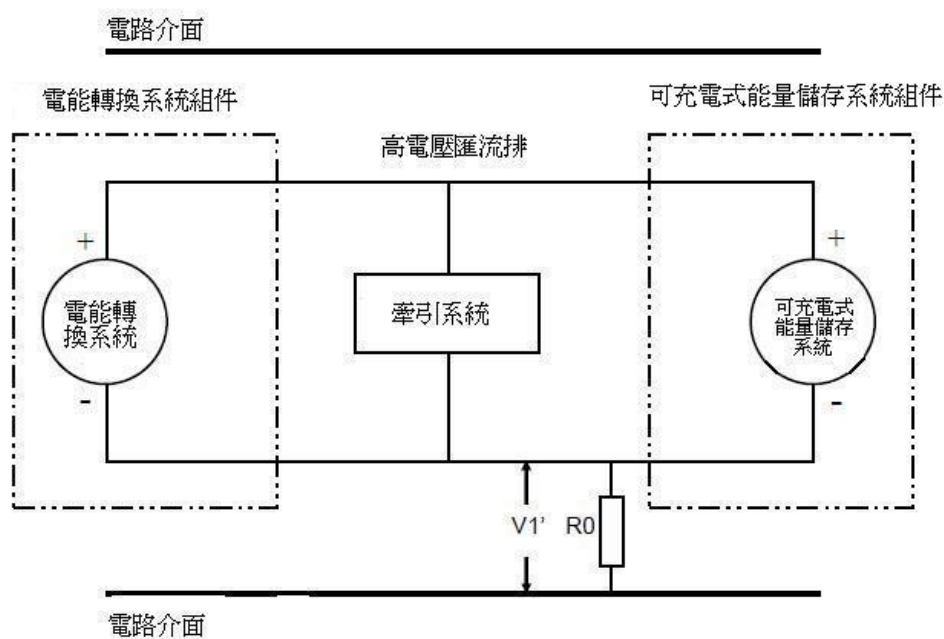 電路介面
電能轉換系統組件
可充電式能量儲存系統組件
高電壓匯流排
+
+
電能轉
換系統
牽引系統
可充電式
能量儲存
系統
-
-
V1’
R0
電路介面